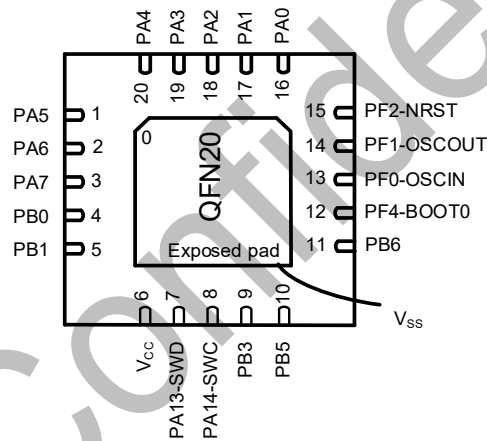 PA4
PA3
PA2
PA1
PA0
20
19
18
17
16
PA5 1
PA6 2
PA7 3
PB0 4
PB1 5
0
QFN20
Exposed pad
15 PF2-NRST
14 PF1-OSCOUT
13 PF0-OSCIN
12 PF4-BOOT0
11 PB6
6
7
8
9
10
VCC
PA13-SWD
PA14-SWC
PB3
PB5
VSS
Confide